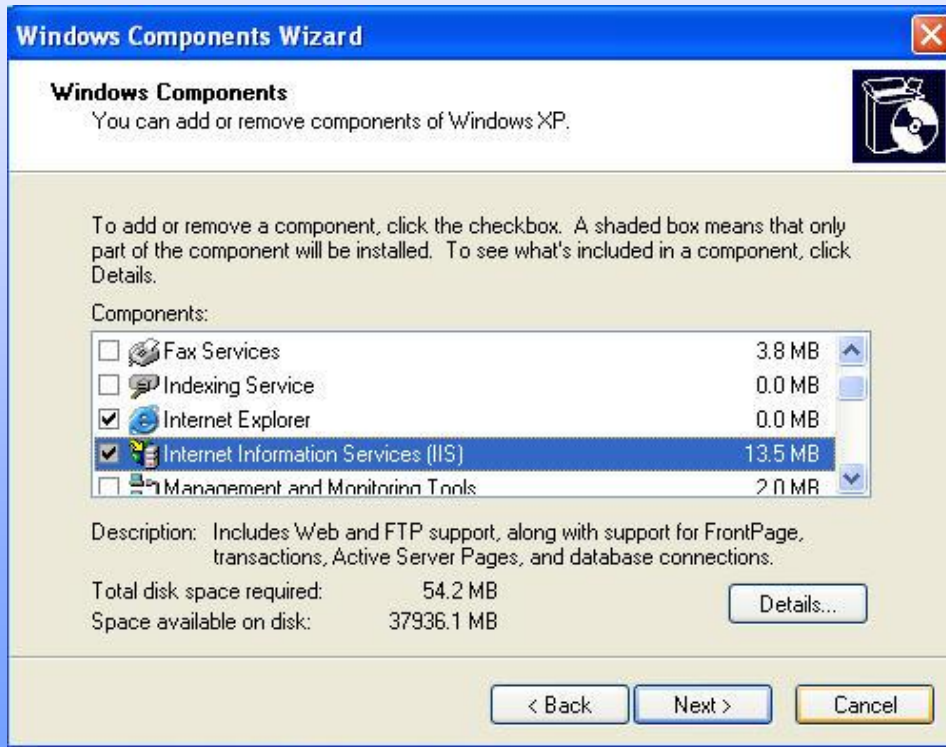 Windows Components Wizard
Windows Components
You can add or remove components of Windows XP.
To add or remove a component, click the checkbox. A shaded box means that only
part of the component will be installed. To see what's included in a component, click
Details.
Components:
Fax Services 3.8 MB
Indexing Service 0.0 MB
Internet Explorer 0.0 MB
Internet Information Services (IIS) 13.5 MB
Management and Monitoring Tools 2.0 MB
Description: Includes Web and FTP support, along with support for FrontPage,
transactions, Active Server Pages, and database connections.
Total disk space required: 54.2 MB
Space available on disk: 37936.1 MB
Details...
< Back Next > Cancel